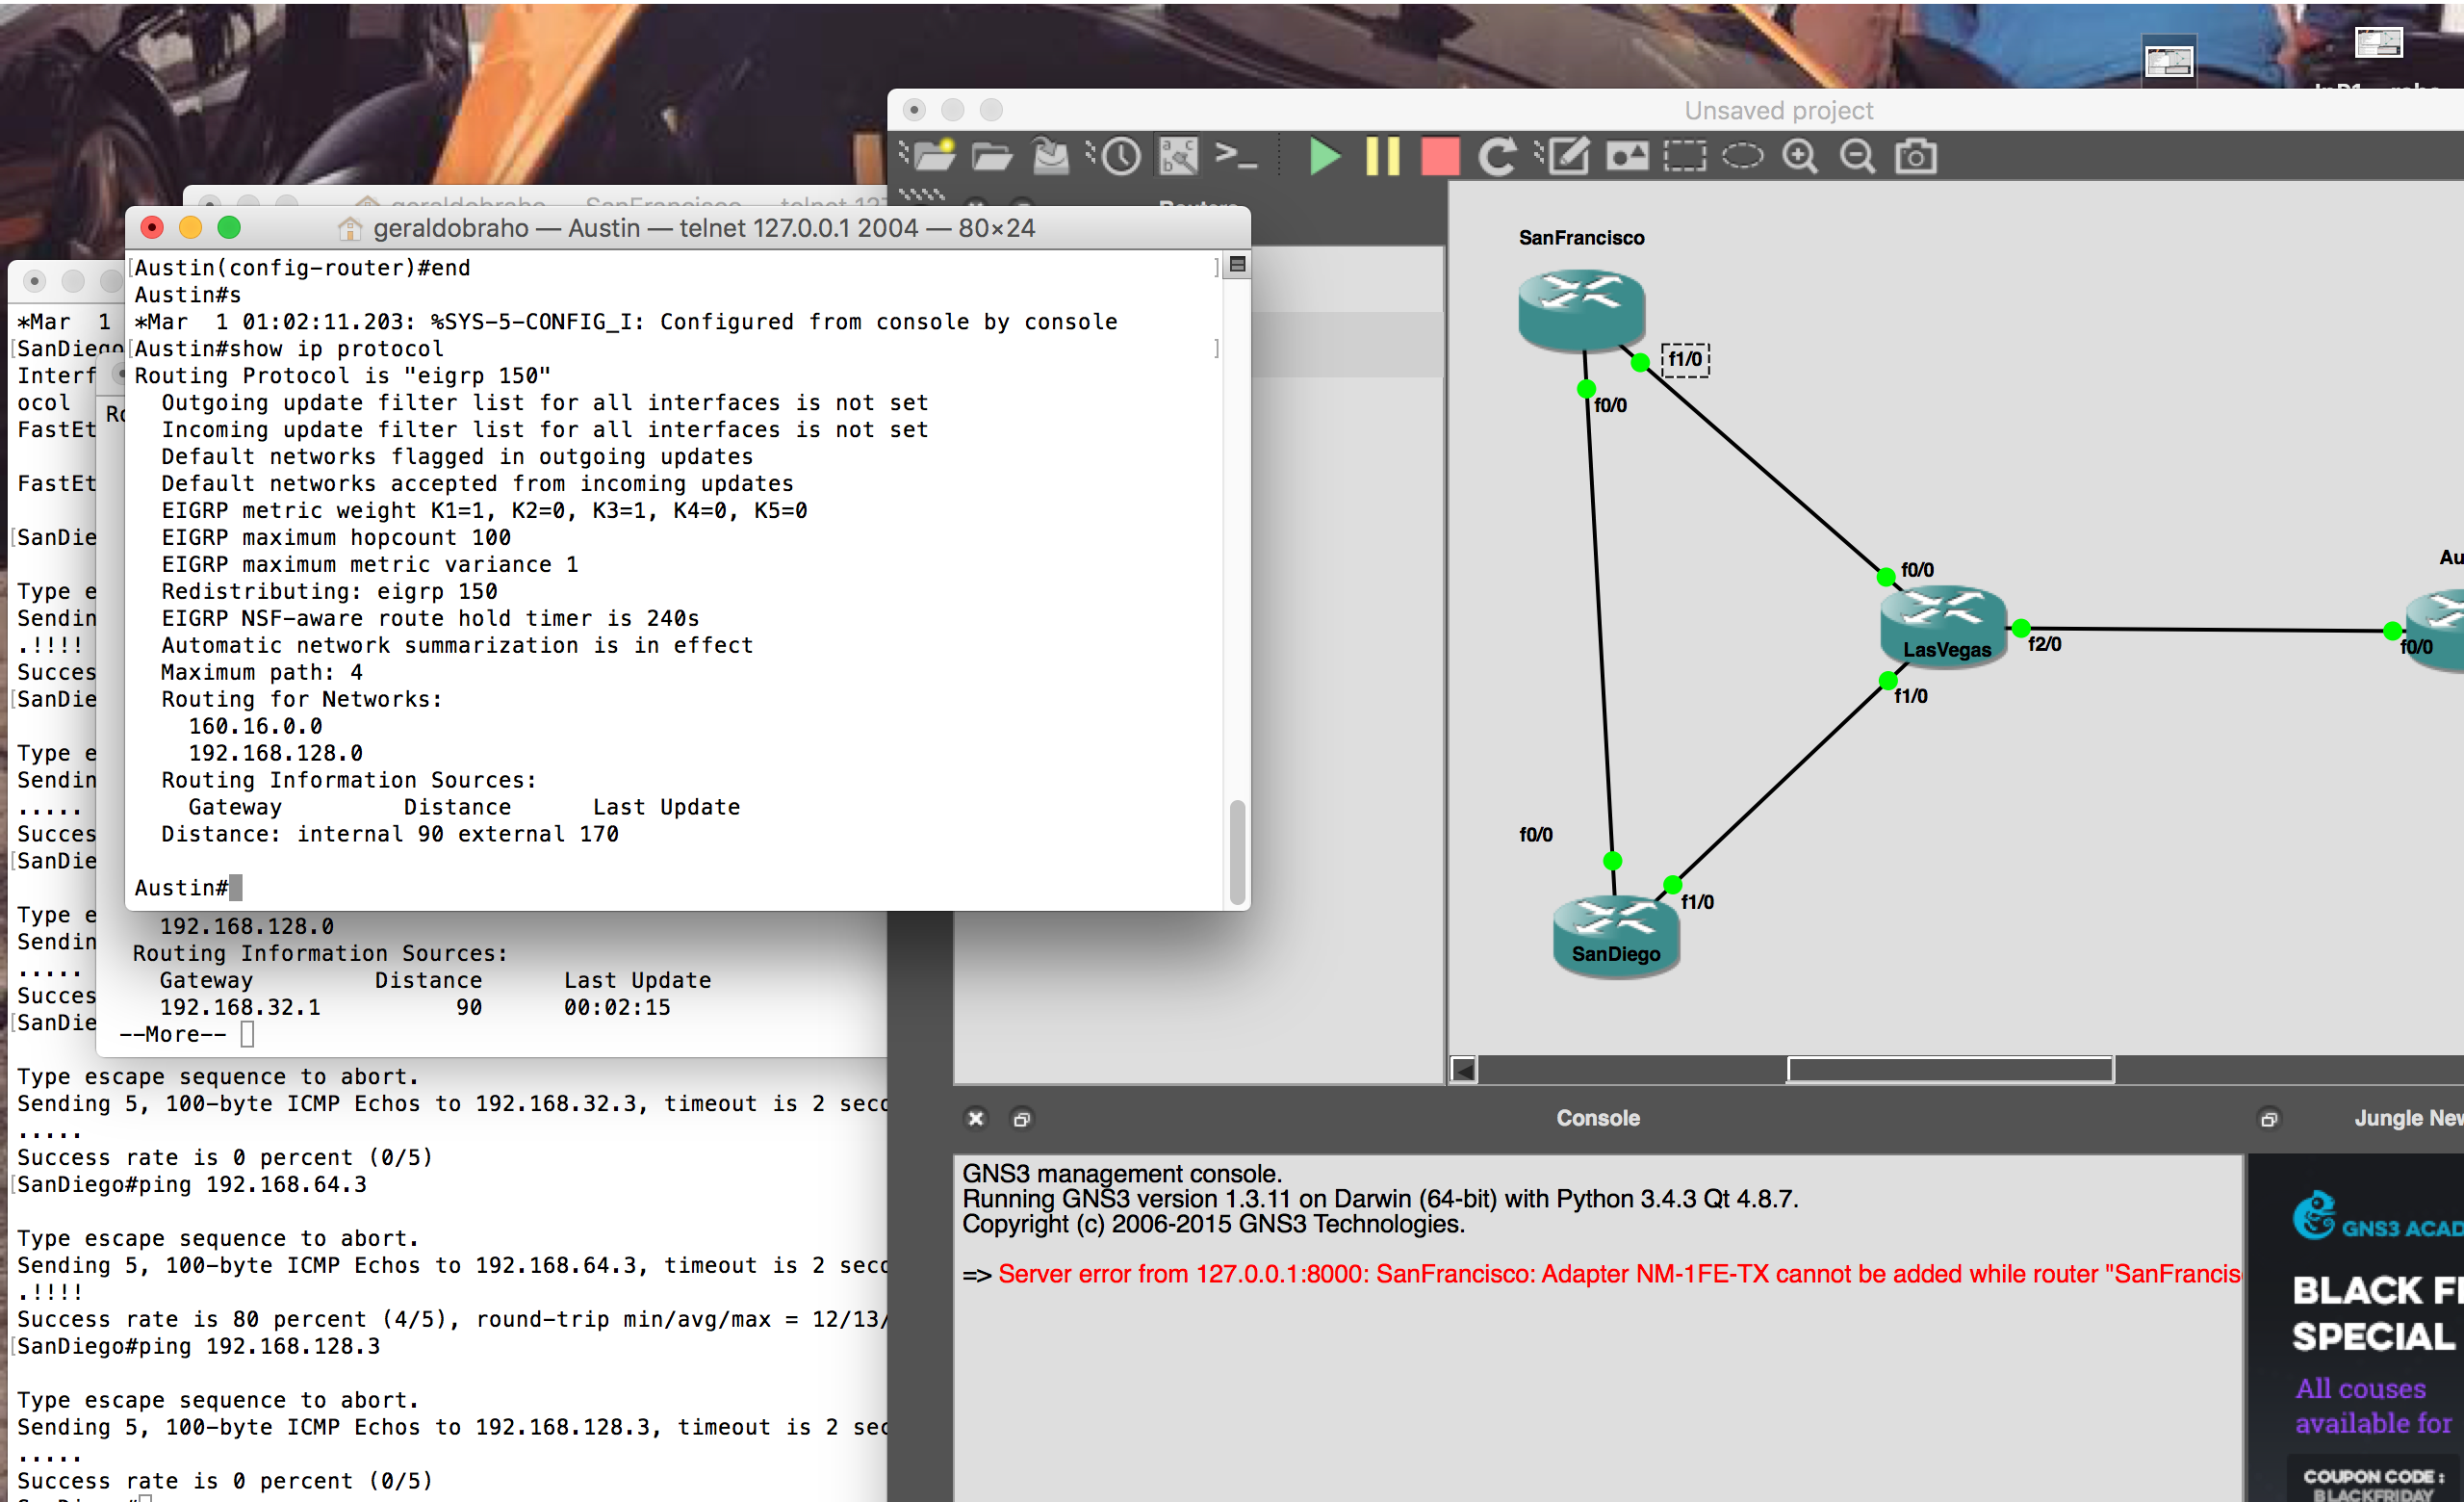 Unsaved project
geraldobraho — SanFrancisco — telnet 127
Routers
geraldobraho — Austin — telnet 127.0.0.1 2004 — 80×24
[Austin(config-router)#end ]
Austin#s
*Mar  1 01:02:11.203: %SYS-5-CONFIG_I: Configured from console by console
[Austin#show ip protocol ]
Routing Protocol is "eigrp 150"
Outgoing update filter list for all interfaces is not set
Incoming update filter list for all interfaces is not set
Default networks flagged in outgoing updates
Default networks accepted from incoming updates
EIGRP metric weight K1=1, K2=0, K3=1, K4=0, K5=0
EIGRP maximum hopcount 100
EIGRP maximum metric variance 1
Redistributing: eigrp 150
EIGRP NSF-aware route hold timer is 240s
Automatic network summarization is in effect
Maximum path: 4
Routing for Networks:
160.16.0.0
192.168.128.0
Routing Information Sources:
Gateway Distance Last Update
Distance: internal 90 external 170
Austin#
*Mar  1
[SanDiego
Interf
ocol
FastEt
FastEt
[SanDie
Type e
Sendin
.!!!!
Succes
[SanDie
Type e
Sendin
.....
Succes
[SanDie
Type e
Sendin
.....
Succes
[SanDie
Ro
192.168.128.0
Routing Information Sources:
Gateway Distance Last Update
192.168.32.1 90 00:02:15
--More--
Type escape sequence to abort.
Sending 5, 100-byte ICMP Echos to 192.168.32.3, timeout is 2 seco
.....
Success rate is 0 percent (0/5)
[SanDiego#ping 192.168.64.3
Type escape sequence to abort.
Sending 5, 100-byte ICMP Echos to 192.168.64.3, timeout is 2 seco
.!!!!
Success rate is 80 percent (4/5), round-trip min/avg/max = 12/13/
[SanDiego#ping 192.168.128.3
Type escape sequence to abort.
Sending 5, 100-byte ICMP Echos to 192.168.128.3, timeout is 2 sec
.....
Success rate is 0 percent (0/5)
SanFrancisco
f1/0
f0/0
f0/0
Au
LasVegas
f2/0
f0/0
f1/0
f0/0
f1/0
SanDiego
Console
Jungle New
GNS3 management console.
Running GNS3 version 1.3.11 on Darwin (64-bit) with Python 3.4.3 Qt 4.8.7.
Copyright (c) 2006-2015 GNS3 Technologies.
=> Server error from 127.0.0.1:8000: SanFrancisco: Adapter NM-1FE-TX cannot be added while router "SanFrancis
GNS3 ACAD
BLACK F
SPECIAL
All couses
available for
COUPON CODE :
BLACKFRIDAY